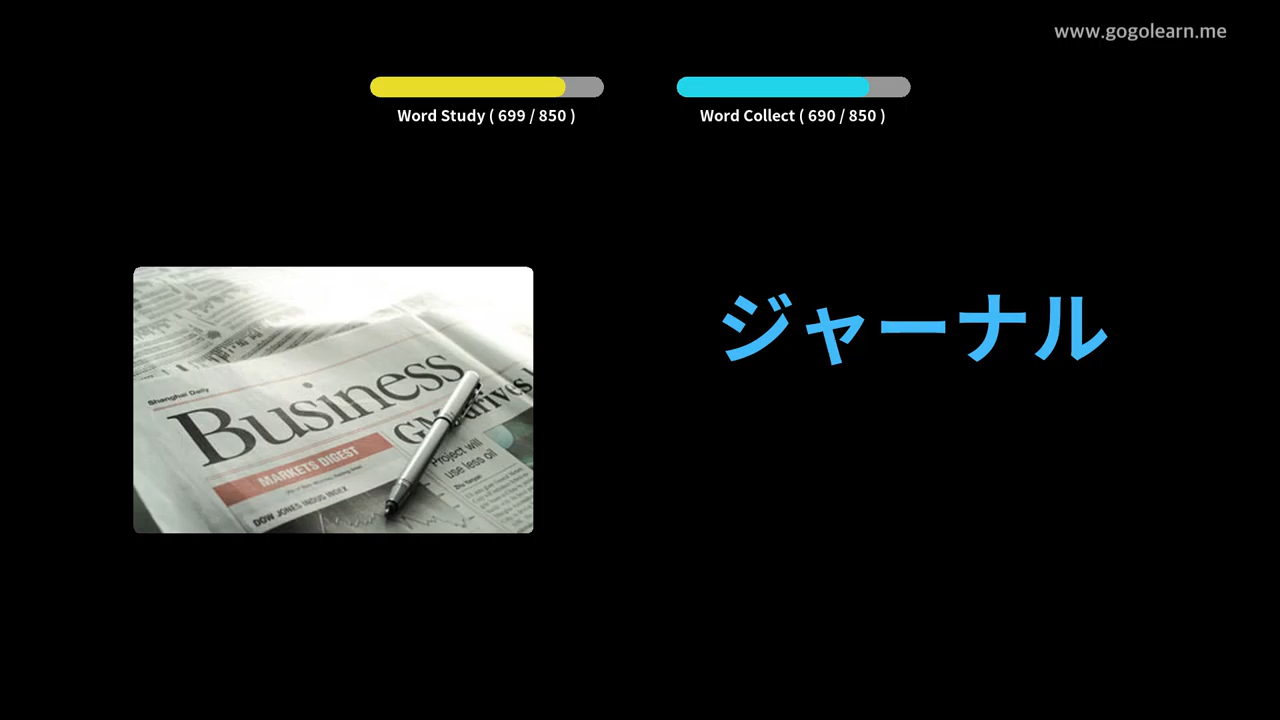 www.gogolearn.me
Word Study ( 699 / 850 )
Word Collect ( 690 / 850 )
ジャーナル
Shanghai Daily
Business
MARKETS DIGEST
DOW JONES INDUS INDEX
Project will
use less oil